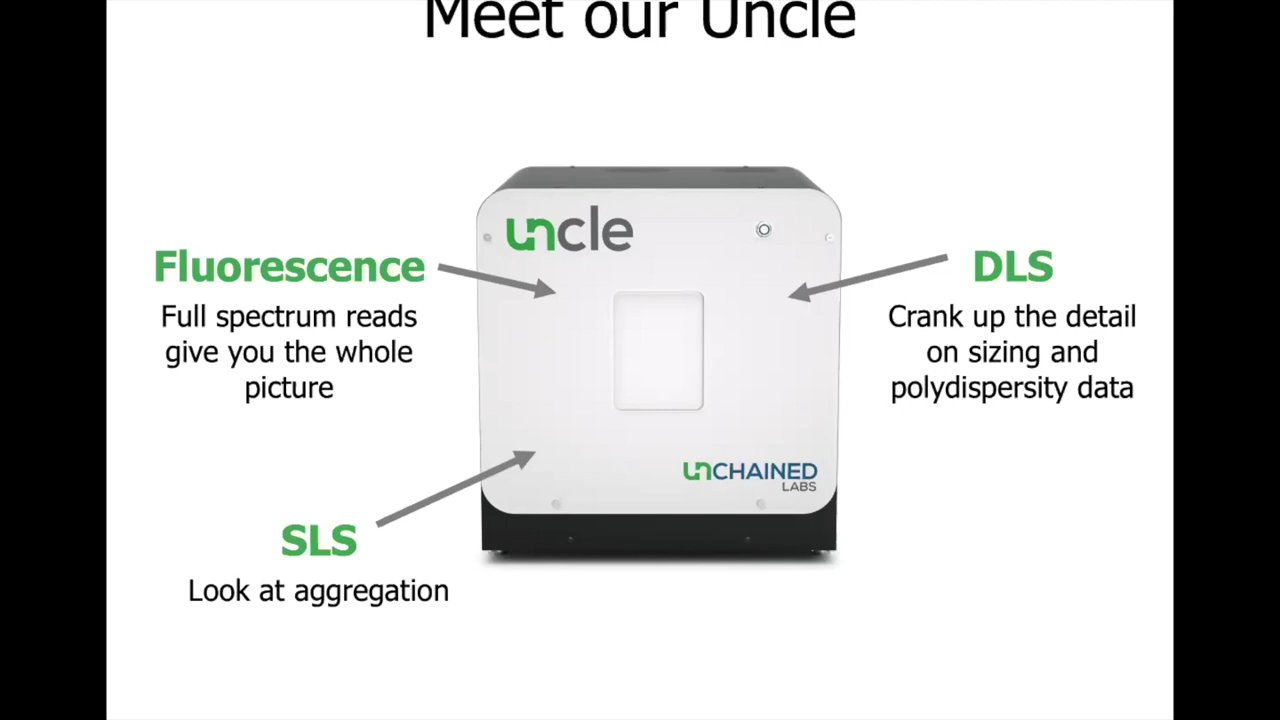 Meet our Uncle
uncle
Fluorescence
Full spectrum reads
give you the whole
picture
DLS
Crank up the detail
on sizing and
polydispersity data
UNCHAINED
LABS
SLS
Look at aggregation